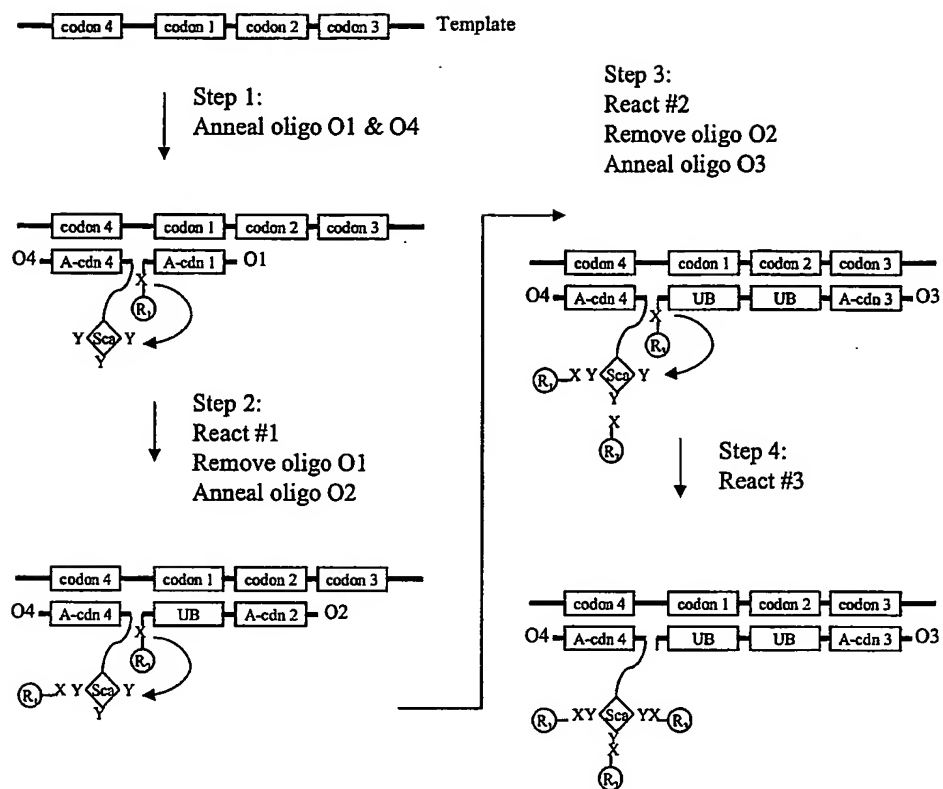 codon 4 codon 1 codon 2 codon 3 Template
Step 1:
Anneal oligo O1 & O4
codon 4 codon 1 codon 2 codon 3
O4 A-cdn 4 A-cdn 1 O1
X
R₁
Y Sca Y
Y
Step 2:
React #1
Remove oligo O1
Anneal oligo O2
codon 4 codon 1 codon 2 codon 3
O4 A-cdn 4 UB A-cdn 2 O2
X
R₂
R₁ X Y Sca Y
Y
Step 3:
React #2
Remove oligo O2
Anneal oligo O3
codon 4 codon 1 codon 2 codon 3
O4 A-cdn 4 UB UB A-cdn 3 O3
X
R₃
R₁ X Y Sca Y
Y
X
R₂
Step 4:
React #3
codon 4 codon 1 codon 2 codon 3
O4 A-cdn 4 UB UB A-cdn 3 O3
R₁ XY Sca YX R₃
Y
X
R₂